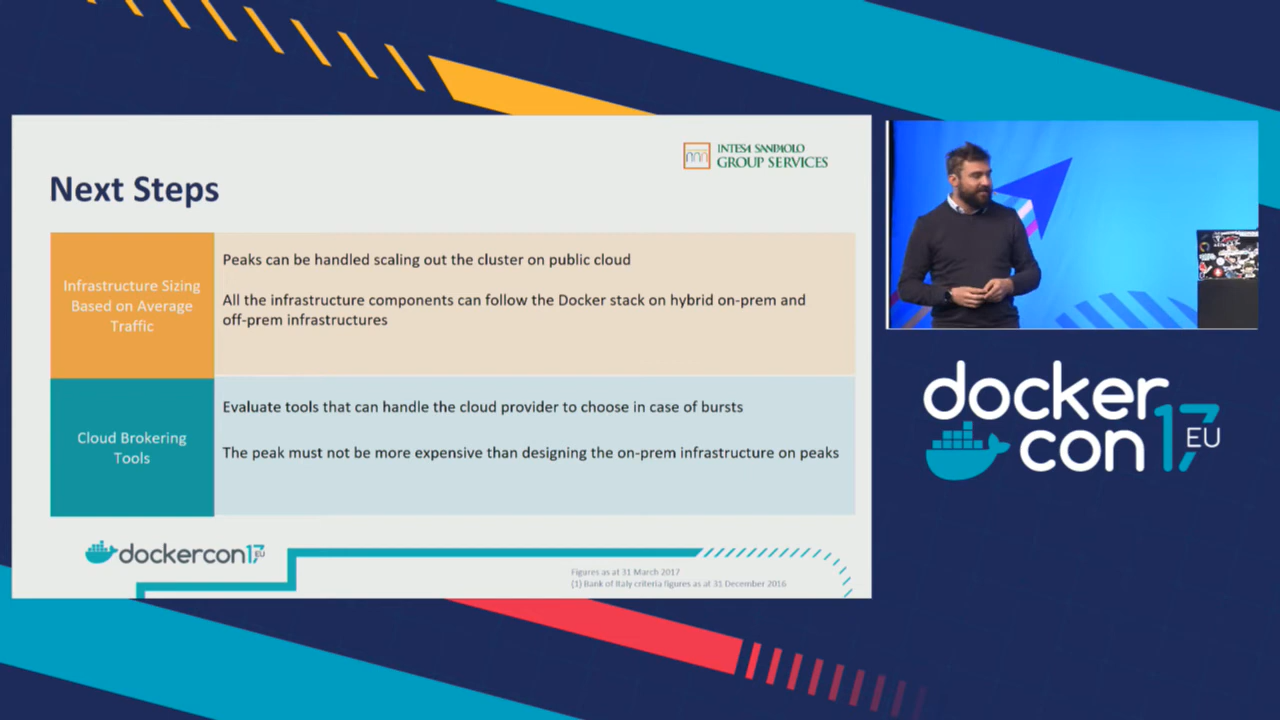 INTESA SANPAOLO
GROUP SERVICES
Next Steps
Infrastructure Sizing
Based on Average
Traffic
Peaks can be handled scaling out the cluster on public cloud
All the infrastructure components can follow the Docker stack on hybrid on-prem and
off-prem infrastructures
Cloud Brokering
Tools
Evaluate tools that can handle the cloud provider to choose in case of bursts
The peak must not be more expensive than designing the on-prem infrastructure on peaks
dockercon17 EU
Figures as at 31 March 2017
(1) Bank of Italy criteria figures as at 31 December 2016
docker
con 17 EU